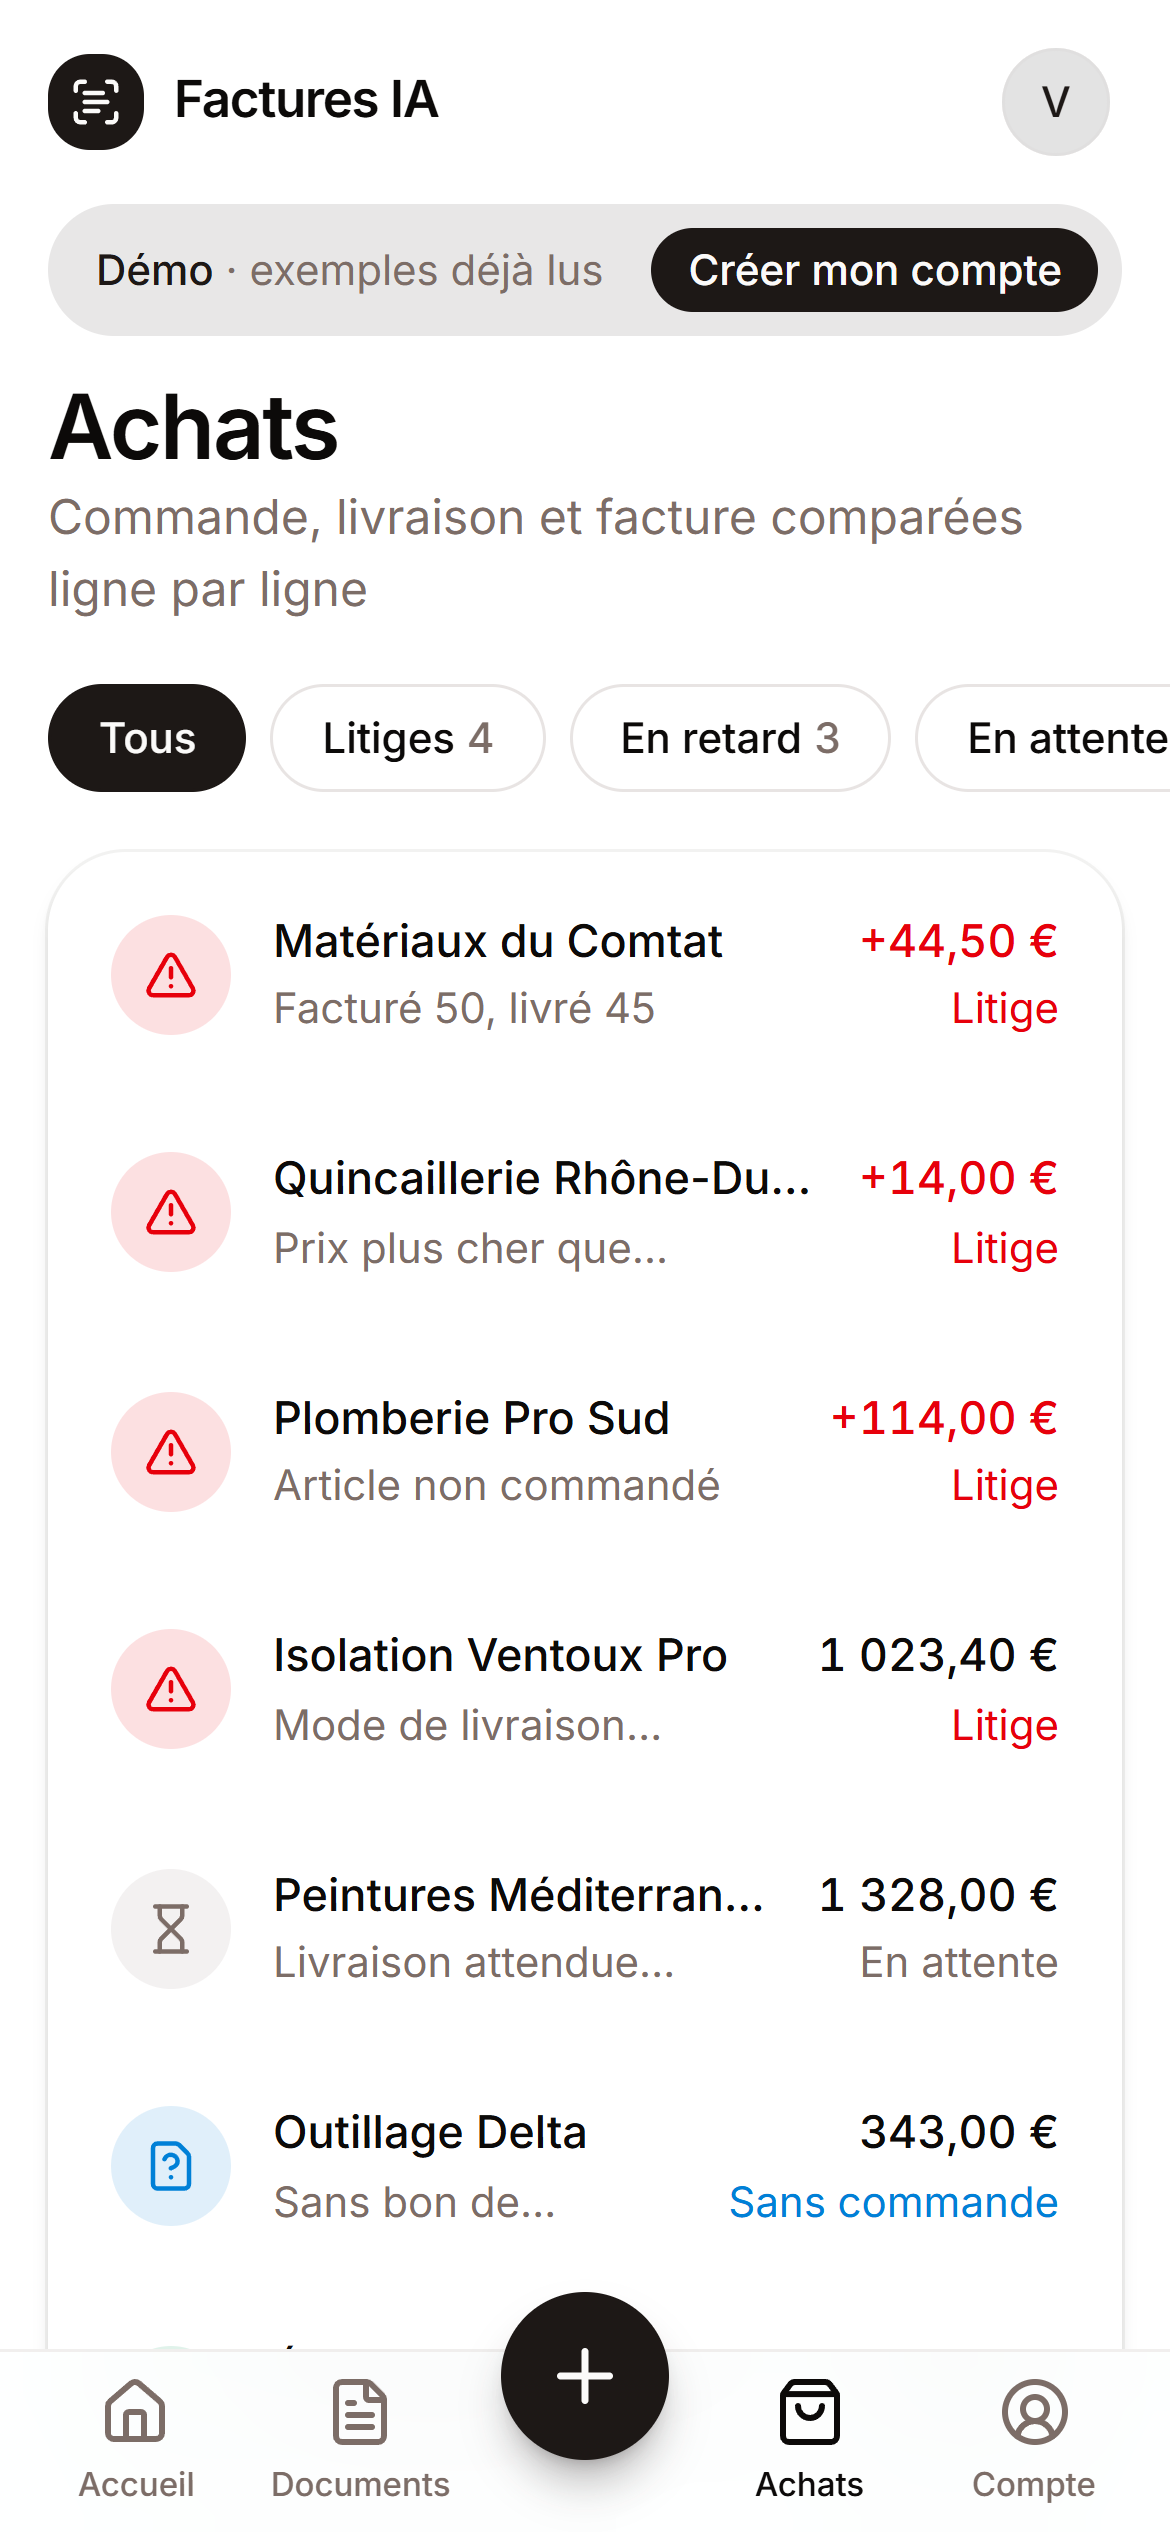 Factures IA
V
Démo · exemples déjà lus
Créer mon compte
Achats
Commande, livraison et facture comparées
ligne par ligne
Tous
Litiges 4
En retard 3
En attente
Matériaux du Comtat
+44,50 €
Facturé 50, livré 45
Litige
Quincaillerie Rhône-Du...
+14,00 €
Prix plus cher que...
Litige
Plomberie Pro Sud
+114,00 €
Article non commandé
Litige
Isolation Ventoux Pro
1 023,40 €
Mode de livraison...
Litige
Peintures Méditerran...
1 328,00 €
Livraison attendue...
En attente
Outillage Delta
343,00 €
Sans bon de...
Sans commande
Accueil
Documents
Achats
Compte